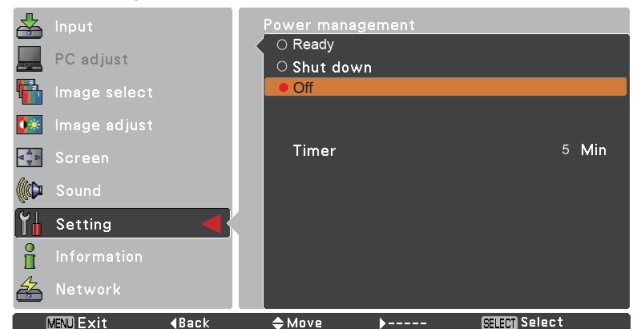 Input
PC adjust
Image select
Image adjust
Screen
Sound
Setting
Information
Network
Power management
Ready
Shut down
Off
Timer 5 Min
MENU Exit Back Move ----- SELECT Select